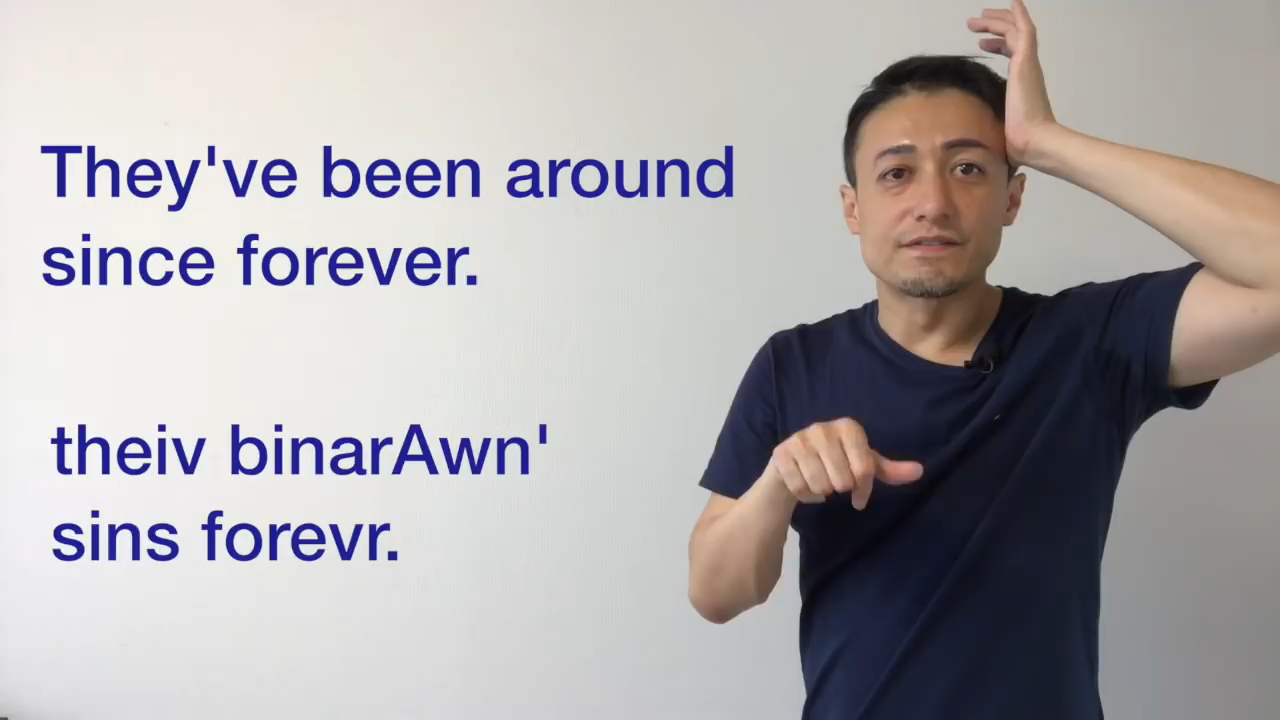 They've been around
since forever.
theiv binarAwn'
sins forevr.